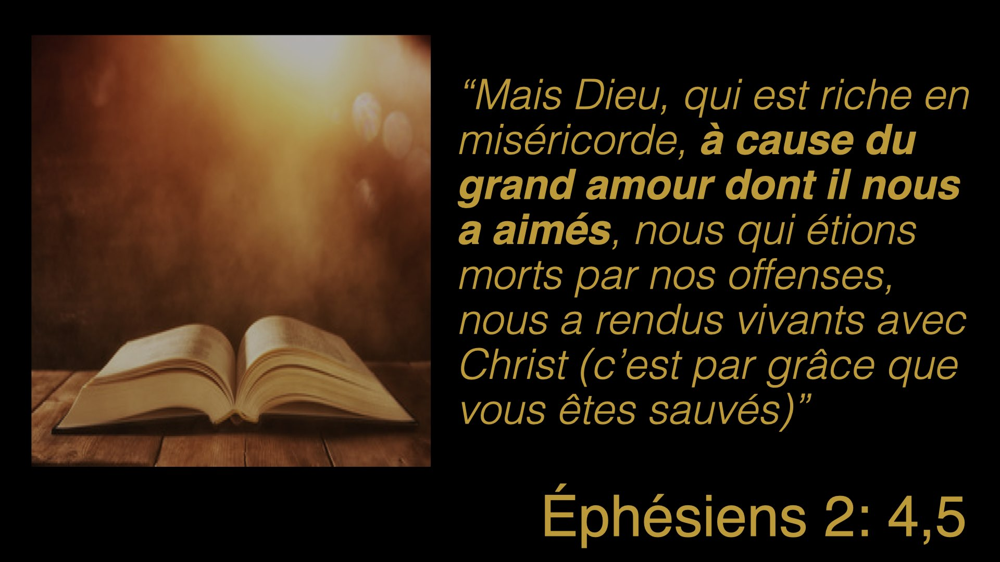 “Mais Dieu, qui est riche en
miséricorde, à cause du
grand amour dont il nous
a aimés, nous qui étions
morts par nos offenses,
nous a rendus vivants avec
Christ (c’est par grâce que
vous êtes sauvés)”
Éphésiens 2: 4,5